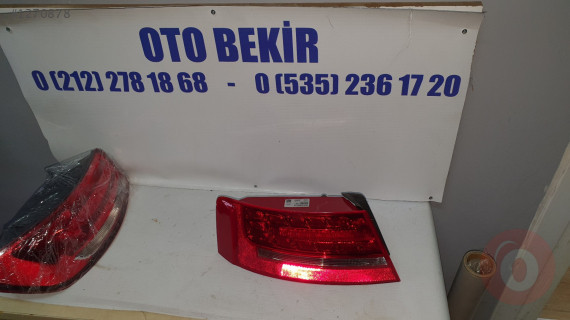 OTO BEKİR
0 (212) 278 18 68 - 0 (535) 236 17 20